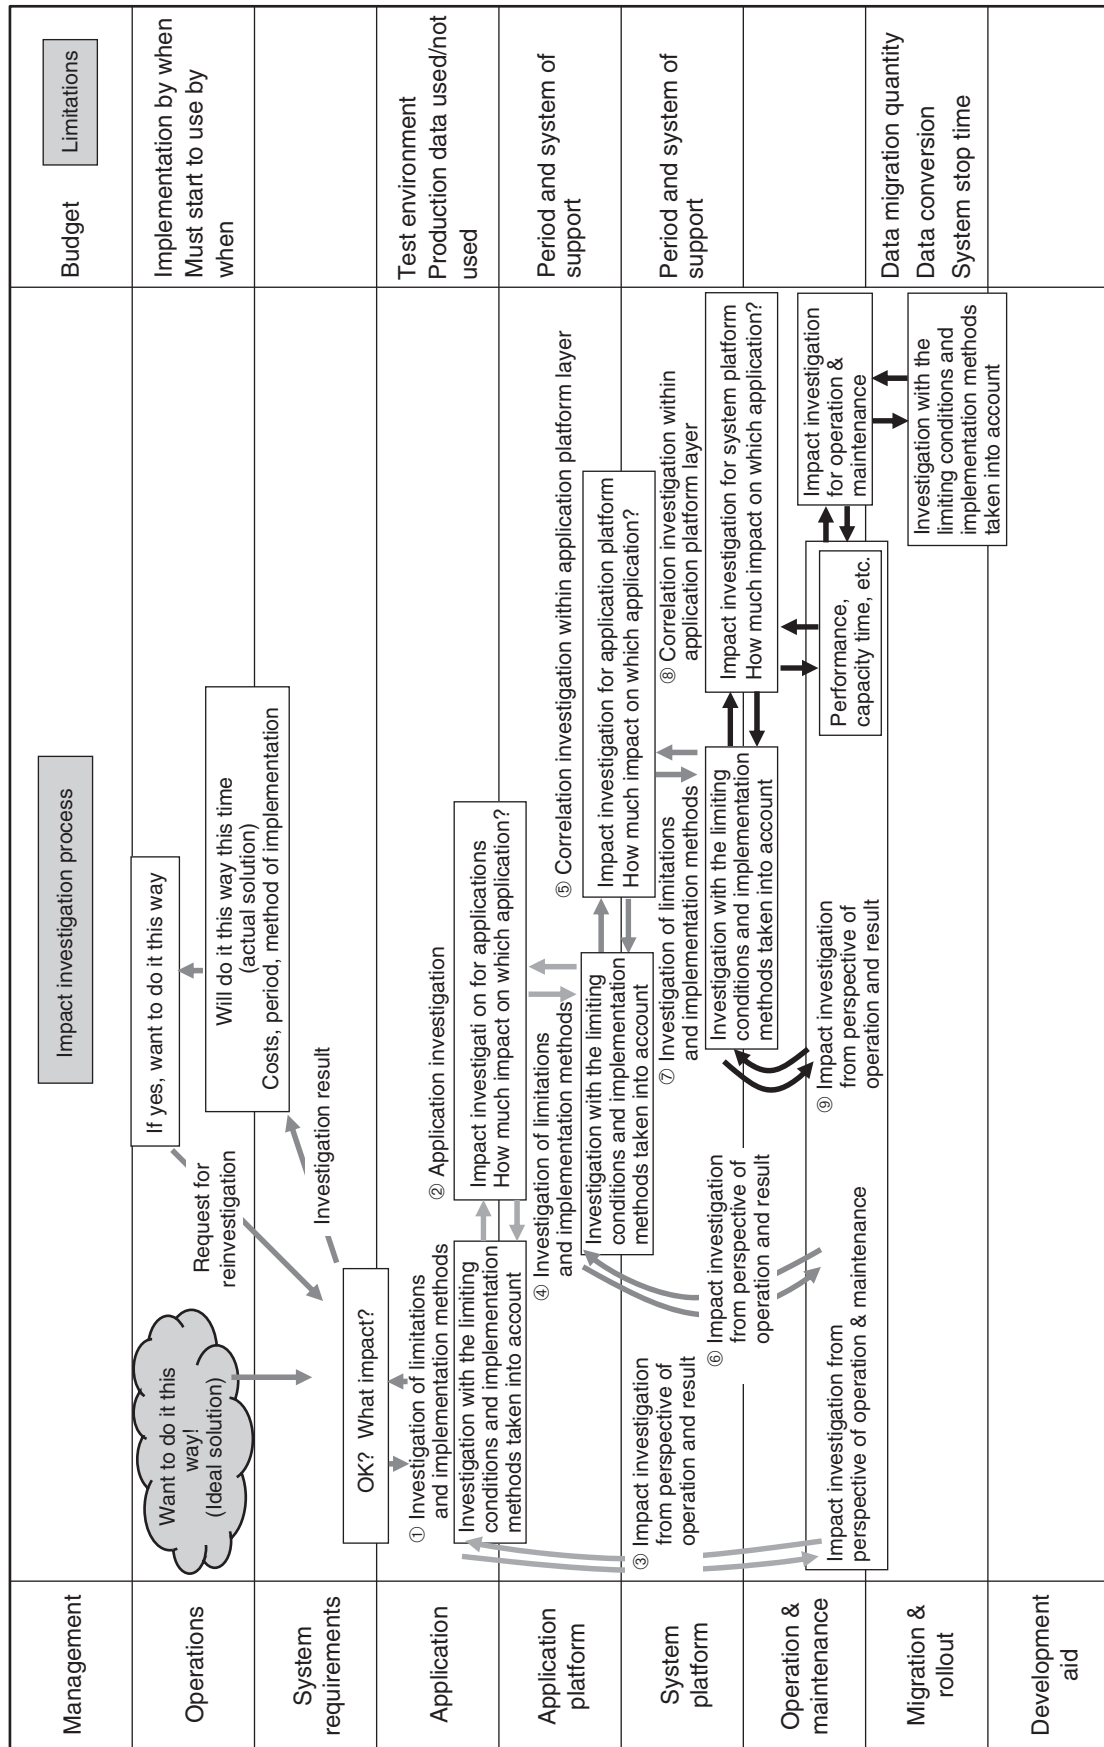 Management
Impact investigation process
Budget
Limitations
Operations
Want to do it this
way!
(Ideal solution)
Request for
reinvestigation
If yes, want to do it this way
Implementation by when
Must start to use by
when
System
requirements
OK? What impact?
Investigation result
Will do it this way this time
(actual solution)
Costs, period, method of implementation
Application
① Investigation of limitations
and implementation methods
Investigation with the limiting
conditions and implementation
methods taken into account
② Application investigation
Impact investigati on for applications
How much impact on which application?
Test environment
Production data used/not
used
Application
platform
④ Investigation of limitations
and implementation methods
Investigation with the limiting
conditions and implementation
methods taken into account
⑤ Correlation investigation within application platform layer
Impact investigation for application platform
How much impact on which application?
Period and system of
support
System
platform
③ Impact investigation
from perspective of
operation and result
⑥ Impact investigation
from perspective of
operation and result
⑦ Investigation of limitations
and implementation methods
Investigation with the limiting
conditions and implementation
methods taken into account
⑧ Correlation investigation within
application platform layer
Impact investigation for system platform
How much impact on which application?
Period and system of
support
Operation &
maintenance
Impact investigation from
perspective of operation & maintenance
⑨ Impact investigation
from perspective of
operation and result
Performance,
capacity time, etc.
Impact investigation
for operation &
maintenance
Migration &
rollout
Investigation with the
limiting conditions and
implementation methods
taken into account
Data migration quantity
Data conversion
System stop time
Development
aid